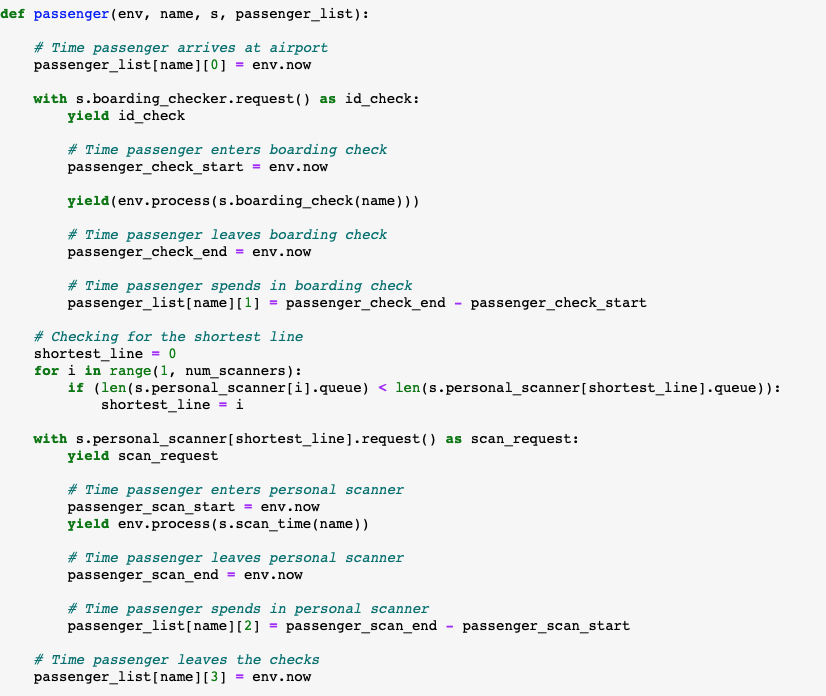 def passenger(env, name, s, passenger_list):
    # Time passenger arrives at airport
    passenger_list[name][0] = env.now
    with s.boarding_checker.request() as id_check:
        yield id_check
        # Time passenger enters boarding check
        passenger_check_start = env.now
        yield(env.process(s.boarding_check(name)))
        # Time passenger leaves boarding check
        passenger_check_end = env.now
        # Time passenger spends in boarding check
        passenger_list[name][1] = passenger_check_end - passenger_check_start
    # Checking for the shortest line
    shortest_line = 0
    for i in range(1, num_scanners):
        if (len(s.personal_scanner[i].queue) < len(s.personal_scanner[shortest_line].queue)):
            shortest_line = i
    with s.personal_scanner[shortest_line].request() as scan_request:
        yield scan_request
        # Time passenger enters personal scanner
        passenger_scan_start = env.now
        yield env.process(s.scan_time(name))
        # Time passenger leaves personal scanner
        passenger_scan_end = env.now
        # Time passenger spends in personal scanner
        passenger_list[name][2] = passenger_scan_end - passenger_scan_start
    # Time passenger leaves the checks
    passenger_list[name][3] = env.now